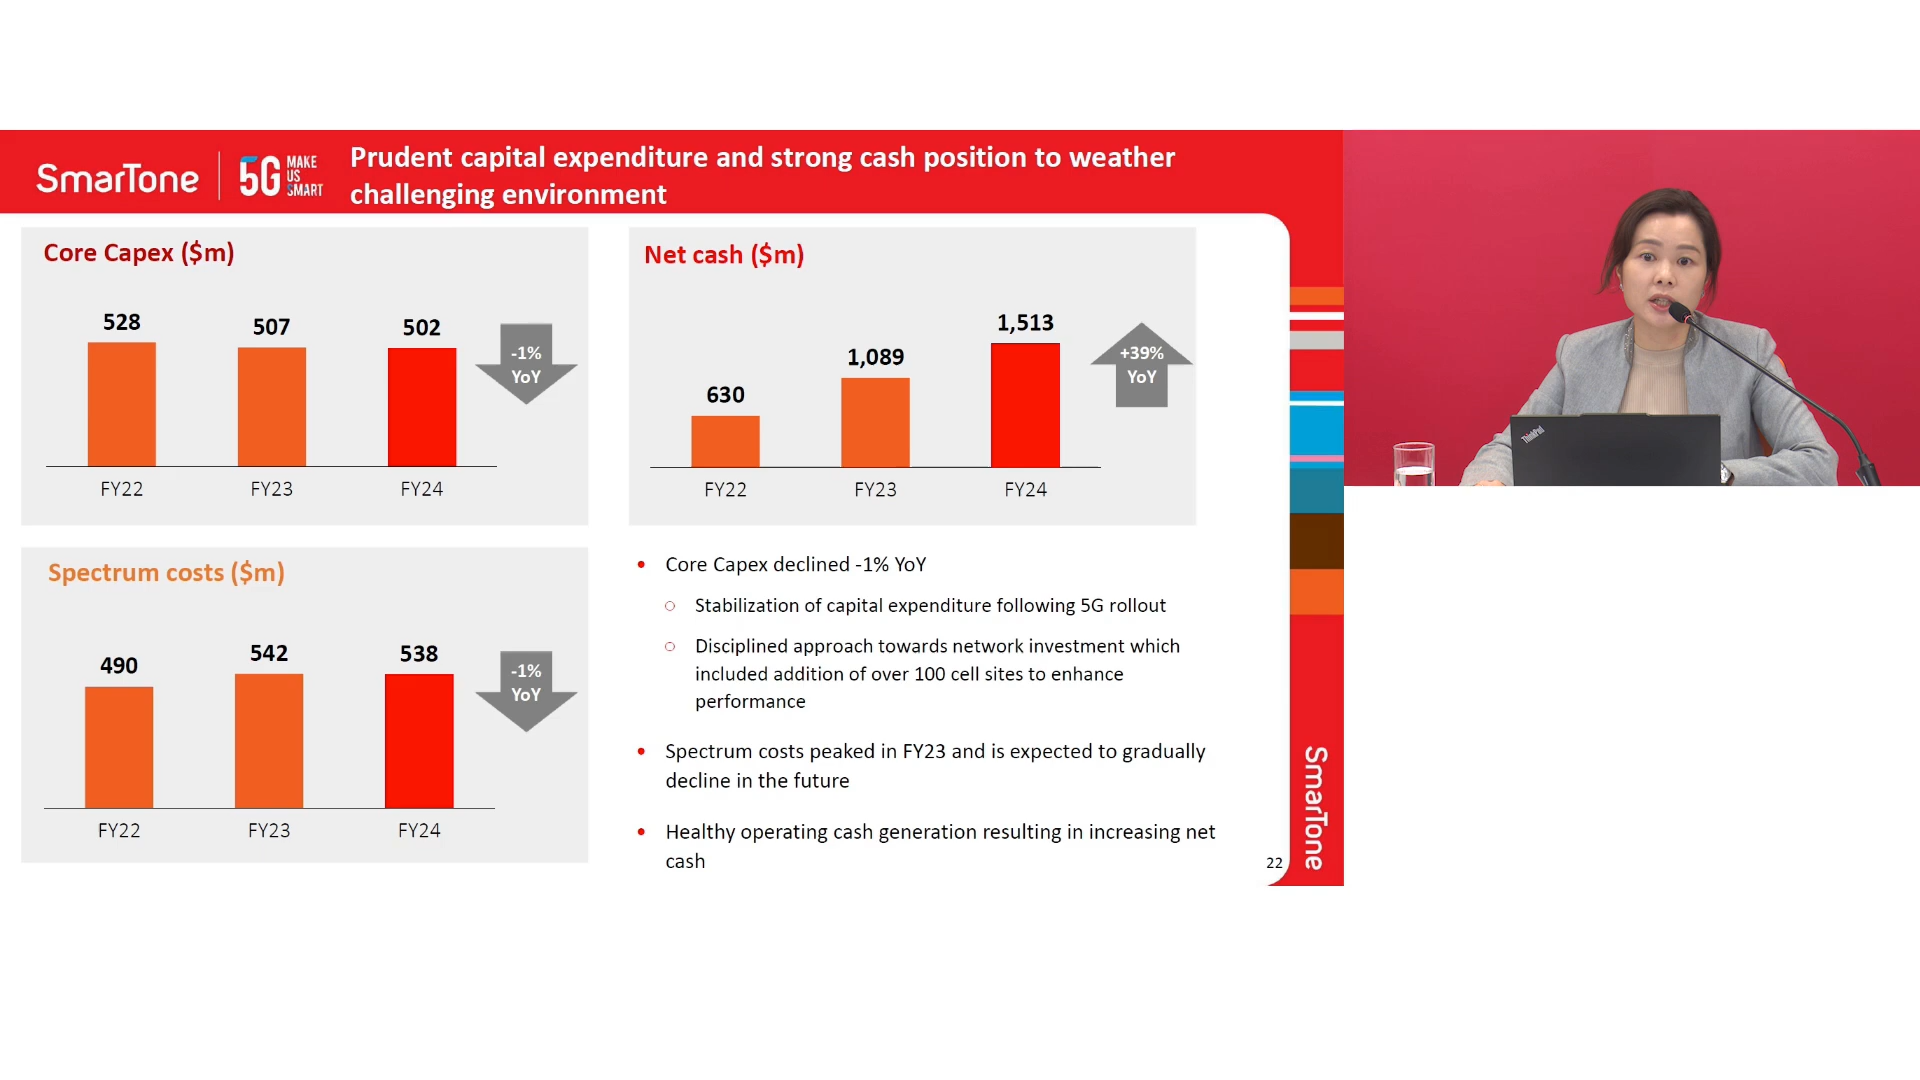 SmarTone
5G MAKE
US
SMART
Prudent capital expenditure and strong cash position to weather
challenging environment
Core Capex ($m)
528
507
502
-1%
YoY
FY22
FY23
FY24
Net cash ($m)
630
1,089
1,513
+39%
YoY
FY22
FY23
FY24
Spectrum costs ($m)
490
542
538
-1%
YoY
FY22
FY23
FY24
• Core Capex declined -1% YoY
○ Stabilization of capital expenditure following 5G rollout
○ Disciplined approach towards network investment which
included addition of over 100 cell sites to enhance
performance
• Spectrum costs peaked in FY23 and is expected to gradually
decline in the future
• Healthy operating cash generation resulting in increasing net
cash
22
SmarTone
ThinkPad